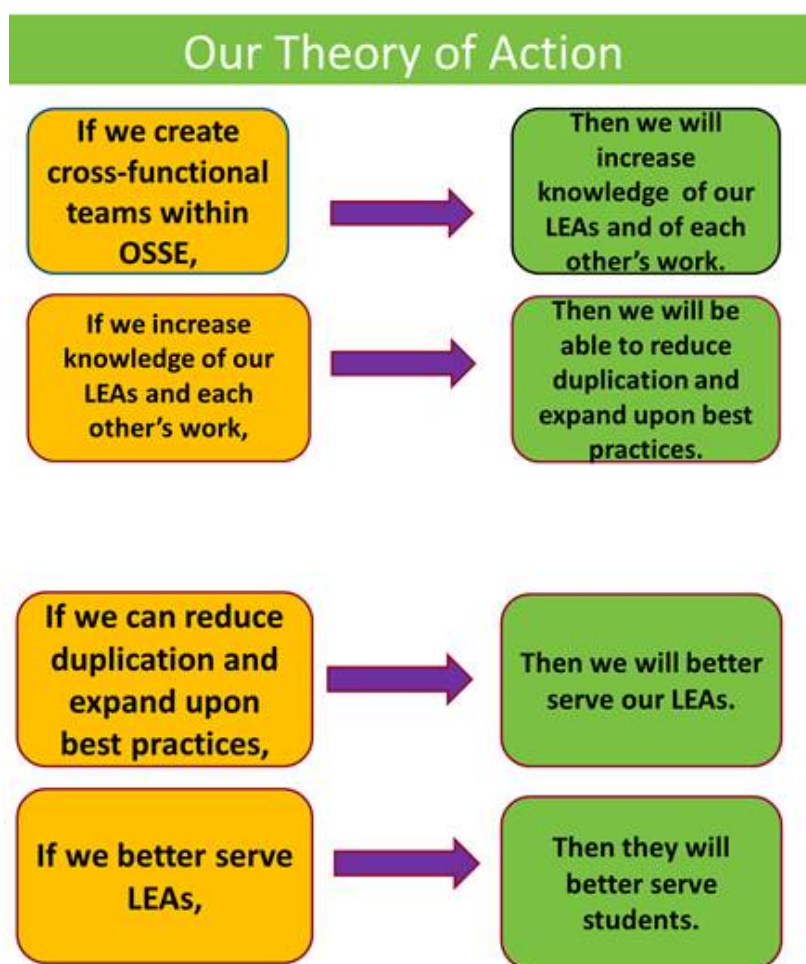 Our Theory of Action
If we create
cross-functional
teams within
OSSE,
Then we will
increase
knowledge of our
LEAs and of each
other's work.
If we increase
knowledge of our
LEAs and each
other's work,
Then we will be
able to reduce
duplication and
expand upon best
practices.
If we can reduce
duplication and
expand upon
best practices,
Then we will better
serve our LEAs.
If we better serve
LEAs,
Then they will
better serve
students.